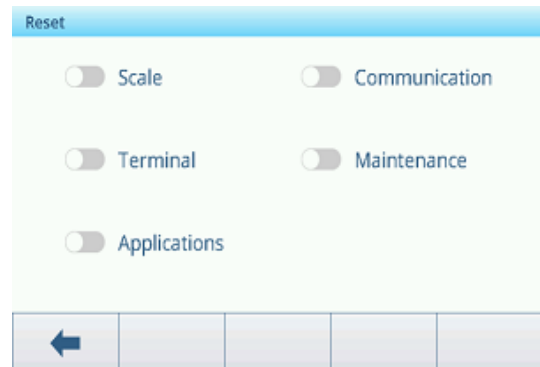 Reset
Scale Communication
Terminal Maintenance
Applications